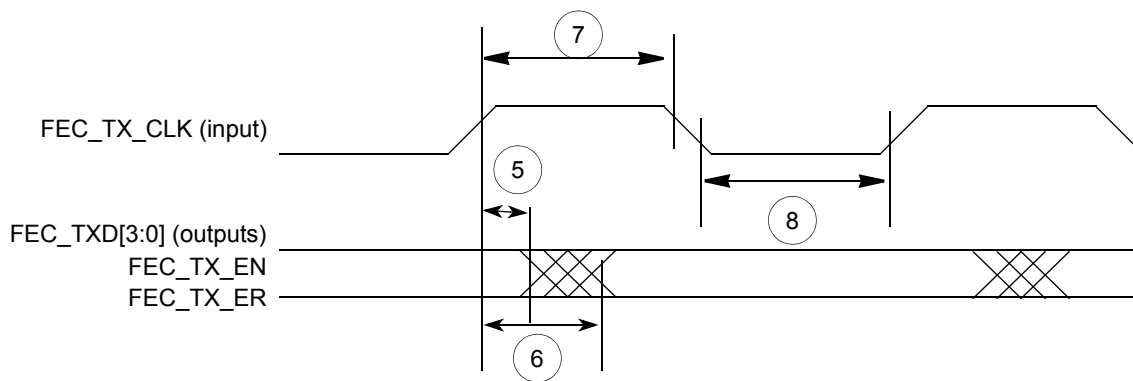 7
FEC_TX_CLK (input)
5
8
FEC_TXD[3:0] (outputs)
FEC_TX_EN
FEC_TX_ER
6